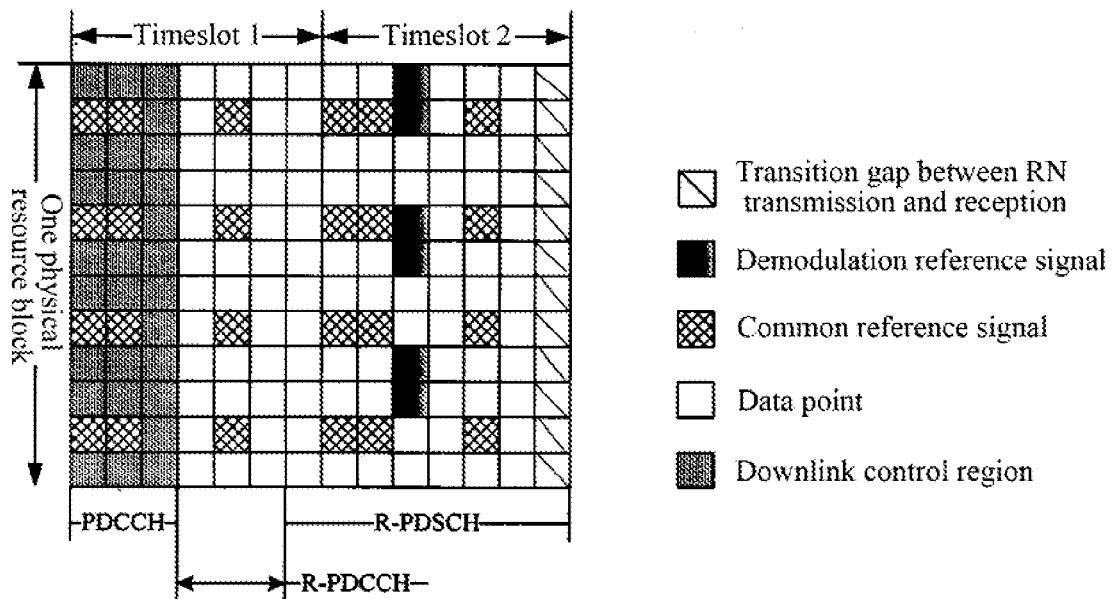 Timeslot 1
Timeslot 2
One physical
resource block
PDCCH
R-PDSCH
R-PDCCH
Transition gap between RN
transmission and reception
Demodulation reference signal
Common reference signal
Data point
Downlink control region